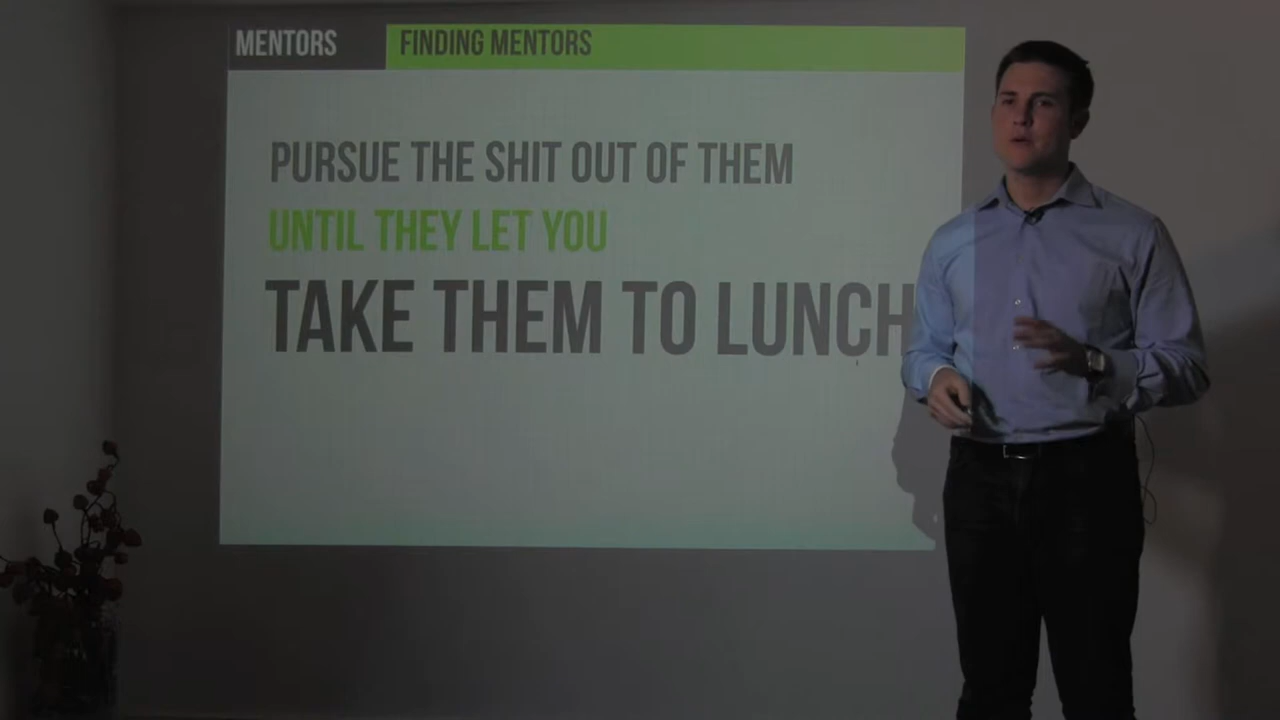 MENTORS
FINDING MENTORS
PURSUE THE SHIT OUT OF THEM
UNTIL THEY LET YOU
TAKE THEM TO LUNCH